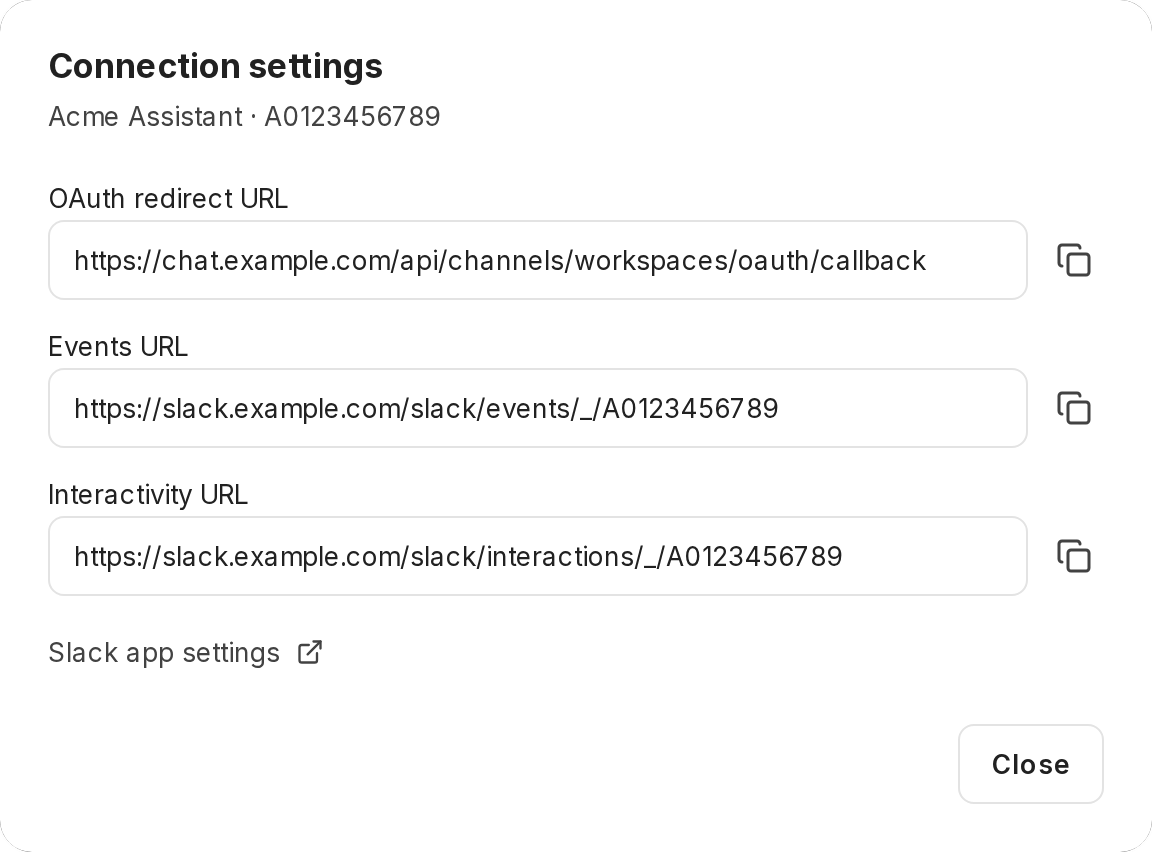 Connection settings
Acme Assistant · A0123456789
OAuth redirect URL
https://chat.example.com/api/channels/workspaces/oauth/callback
Events URL
https://slack.example.com/slack/events/_/A0123456789
Interactivity URL
https://slack.example.com/slack/interactions/_/A0123456789
Slack app settings
Close